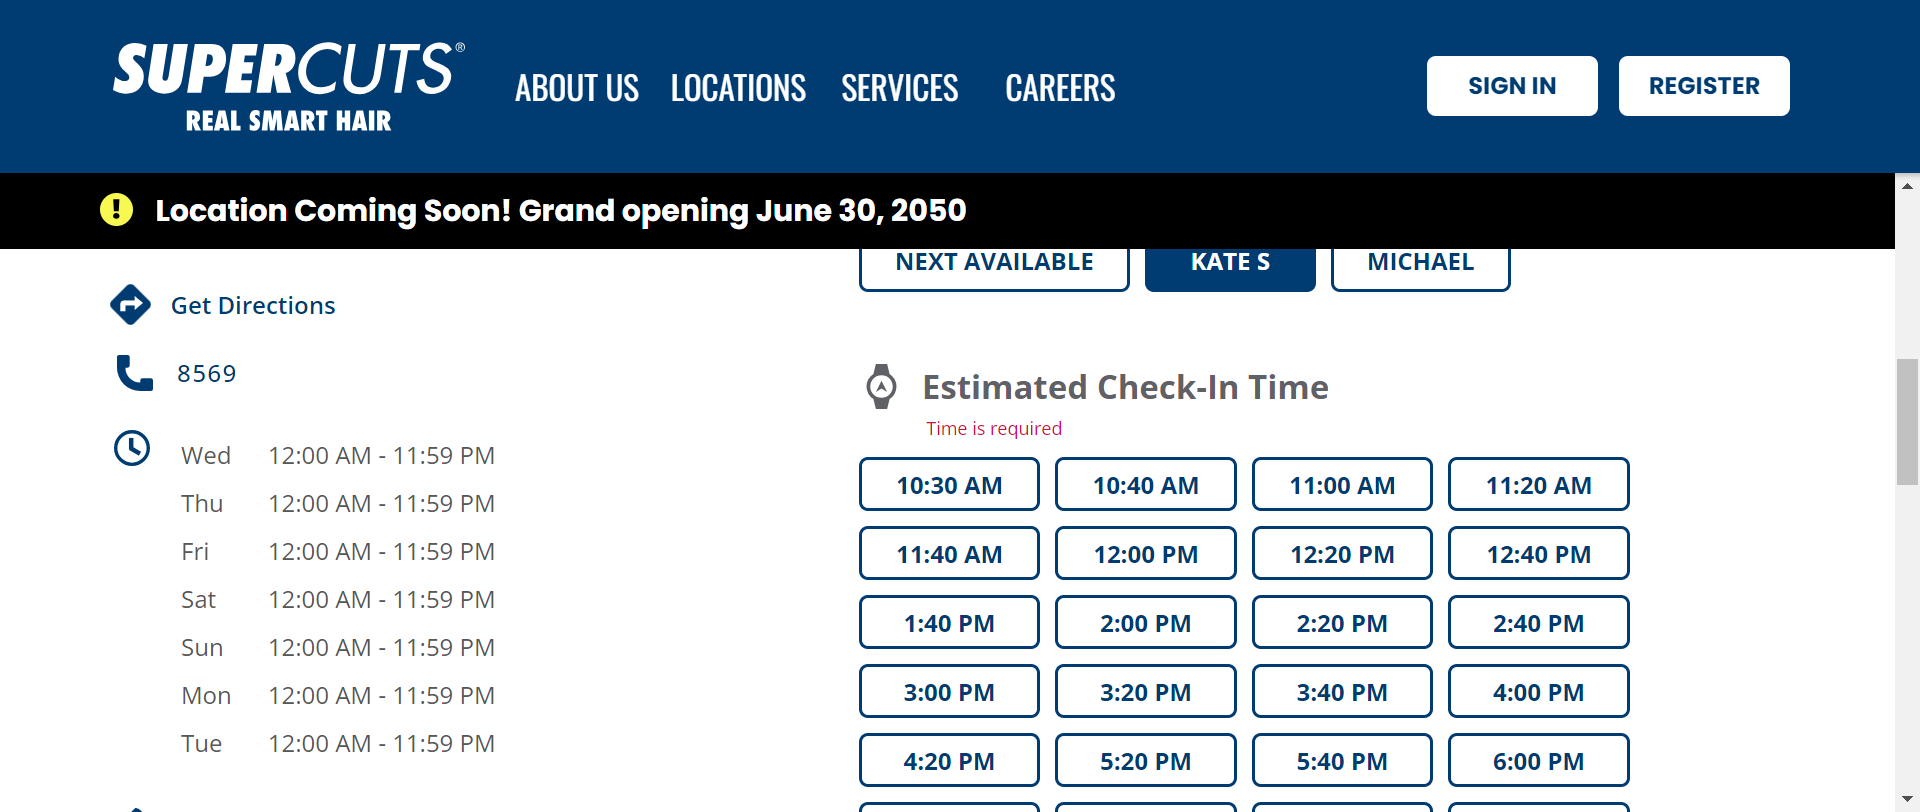 SUPERCUTS®
REAL SMART HAIR
ABOUT US LOCATIONS SERVICES CAREERS
SIGN IN REGISTER
Location Coming Soon! Grand opening June 30, 2050
NEXT AVAILABLE KATE S MICHAEL
Get Directions
8569
Wed 12:00 AM - 11:59 PM
Thu 12:00 AM - 11:59 PM
Fri 12:00 AM - 11:59 PM
Sat 12:00 AM - 11:59 PM
Sun 12:00 AM - 11:59 PM
Mon 12:00 AM - 11:59 PM
Tue 12:00 AM - 11:59 PM
Estimated Check-In Time
Time is required
10:30 AM 10:40 AM 11:00 AM 11:20 AM
11:40 AM 12:00 PM 12:20 PM 12:40 PM
1:40 PM 2:00 PM 2:20 PM 2:40 PM
3:00 PM 3:20 PM 3:40 PM 4:00 PM
4:20 PM 5:20 PM 5:40 PM 6:00 PM